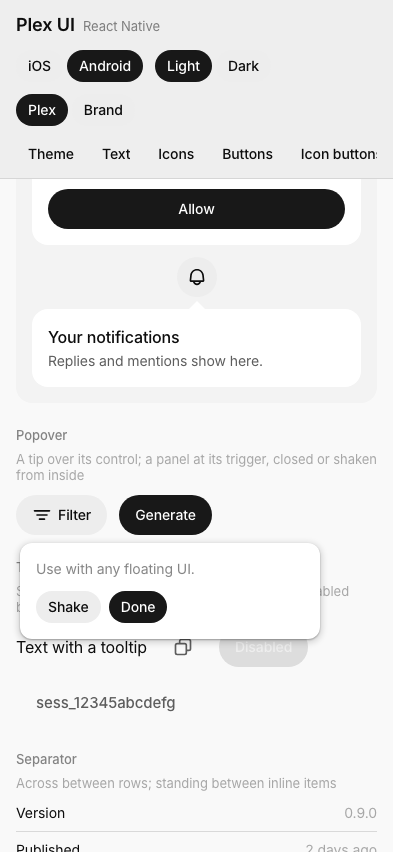 Plex UI React Native
iOS Android Light Dark
Plex Brand
Theme Text Icons Buttons Icon button
Allow
Your notifications
Replies and mentions show here.
Popover
A tip over its control; a panel at its trigger, closed or shaken
from inside
Filter Generate
Use with any floating UI.
Shake Done
Text with a tooltip Disabled
sess_12345abcdefg
Separator
Across between rows; standing between inline items
Version 0.9.0
Published 2 days ago